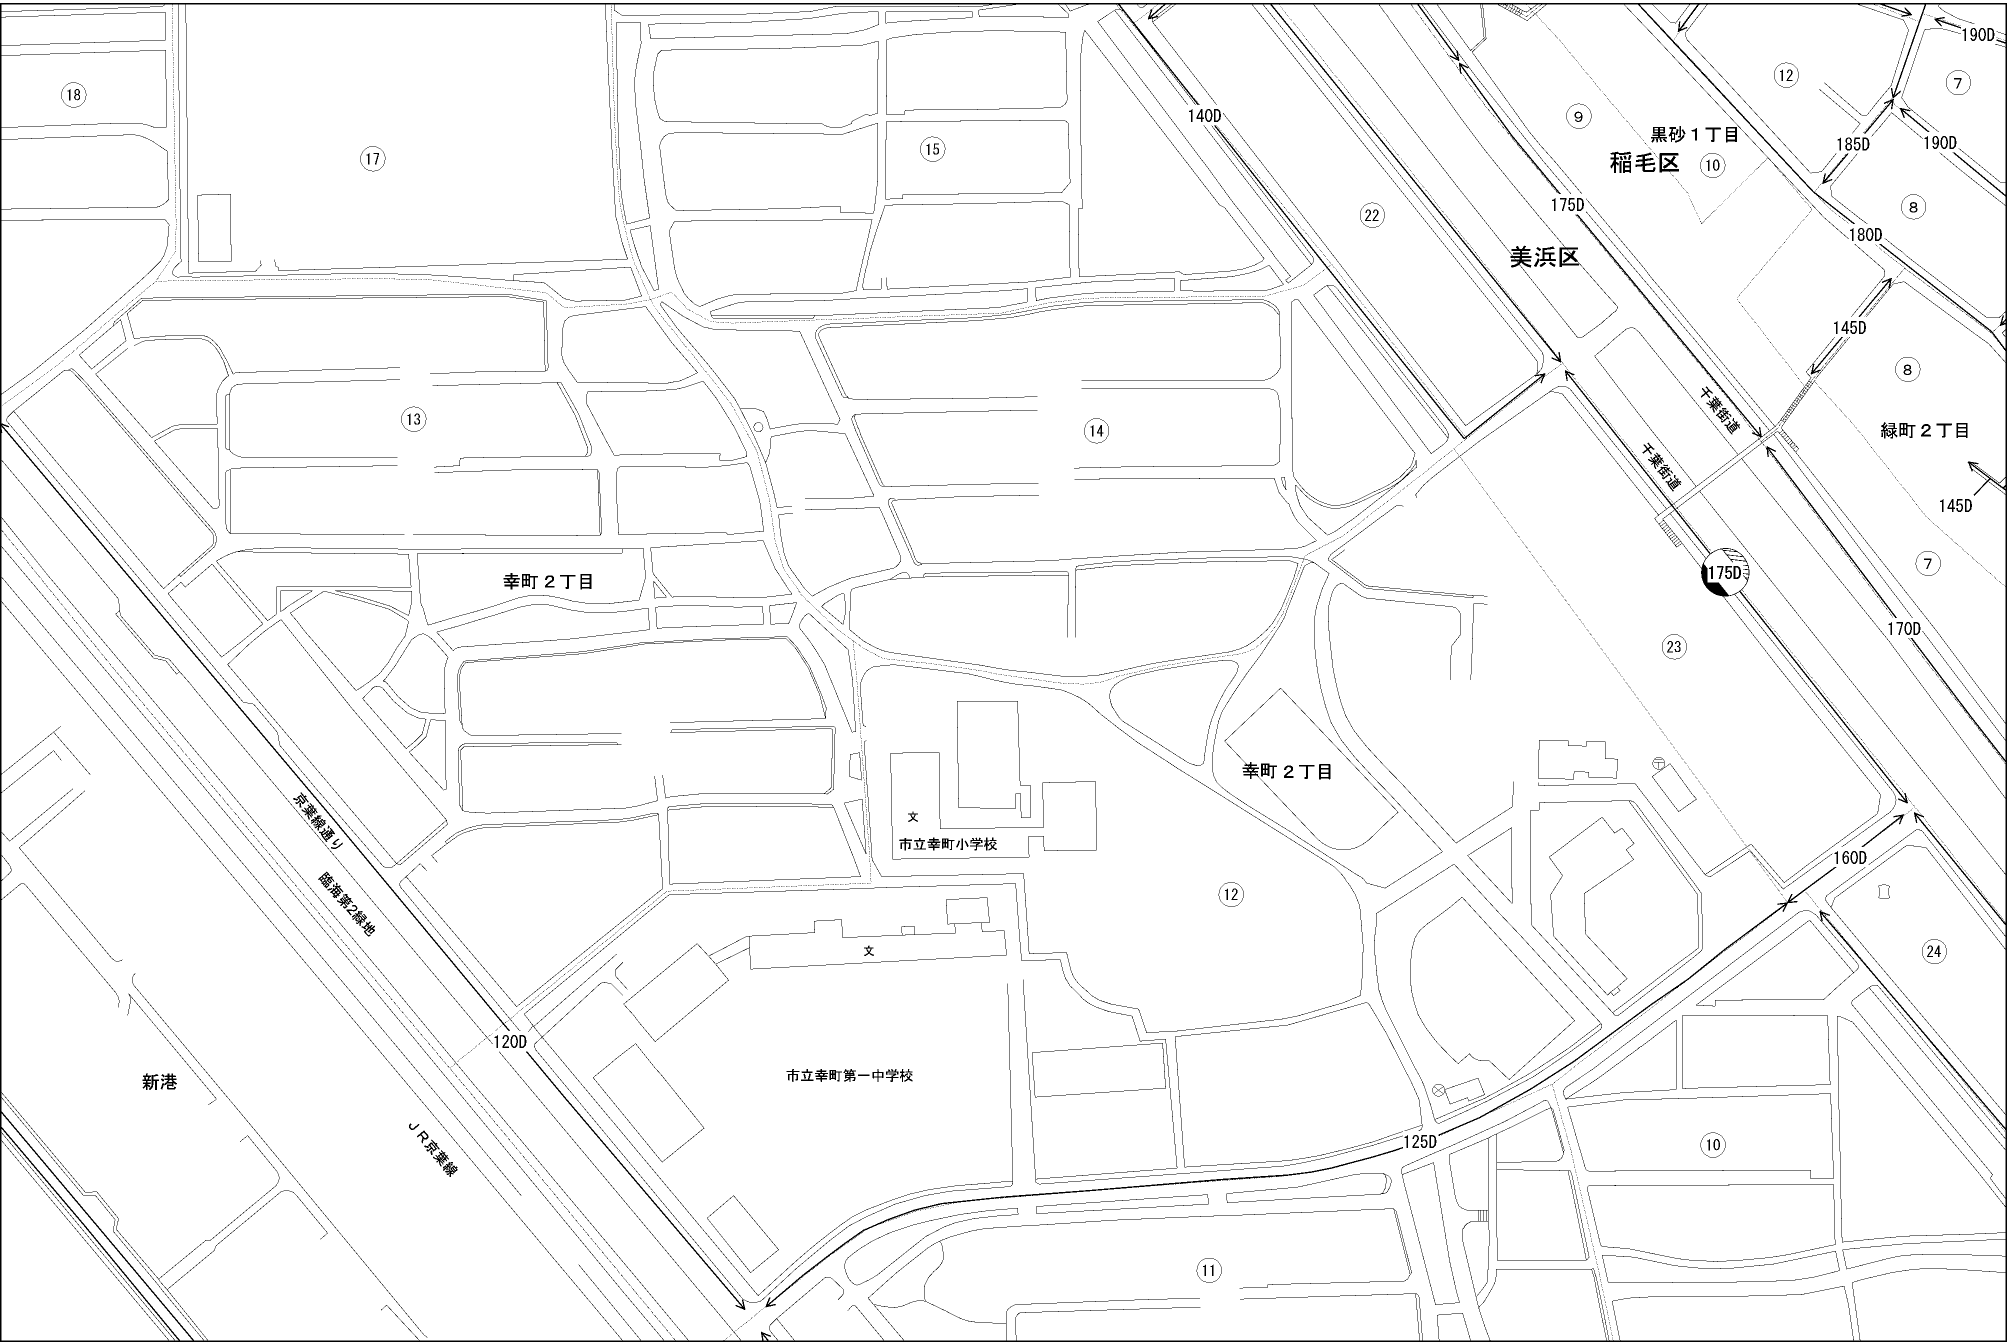 190D
12
7
18
9
140D
黒砂１丁目
185D
190D
15
17
稲毛区
10
175D
22
8
180D
美浜区
145D
8
千葉街道
13
14
緑町２丁目
千葉街道
145D
7
175D
幸町２丁目
170D
23
幸町２丁目
〒
京葉線通り
文
市立幸町小学校
160D
臨海第2緑地
12
文
24
120D
市立幸町第一中学校
新港
ＪＲ京葉線
125D
10
11